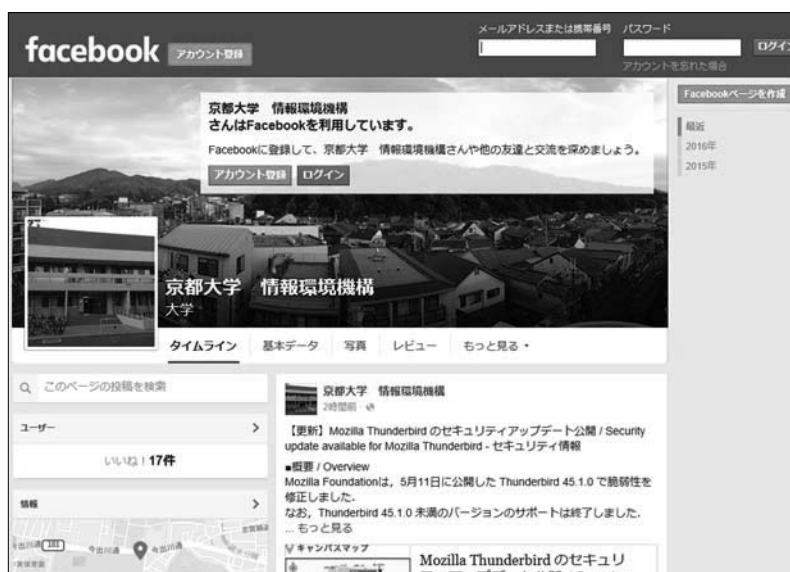 メールアドレスまたは携帯番号
パスワード
facebook
アカウント登録
ログイン
アカウントを忘れた場合
京都大学 情報環境機構
さんはFacebookを利用しています。
Facebookに登録して、京都大学 情報環境機構さんや他の友達と交流を深めましょう。
アカウント登録
ログイン
Facebookページを作成
最近
2016年
2015年
京都大学 情報環境機構
大学
タイムライン 基本データ 写真 レビュー もっと見る
このページの投稿を検索
ユーザー
いいね!17件
情報
今出川通
今出川通
181
京都大学 情報環境機構
2時間前
【更新】Mozilla Thunderbird のセキュリティアップデート公開 / Security
update available for Mozilla Thunderbird - セキュリティ情報
■概要 / Overview
Mozilla Foundationは，5月11日に公開した Thunderbird 45.1.0 で脆弱性を
修正しました．
なお，Thunderbird 45.1.0 未満のバージョンのサポートは終了しました．
... もっと見る
キャンパスマップ
Mozilla Thunderbird のセキュリ